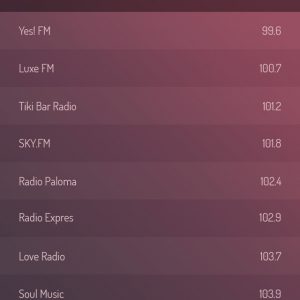 Yes! FM 99.6
Luxe FM 100.7
Tiki Bar Radio 101.2
SKY.FM 101.8
Radio Paloma 102.4
Radio Expres 102.9
Love Radio 103.7
Soul Music 103.9